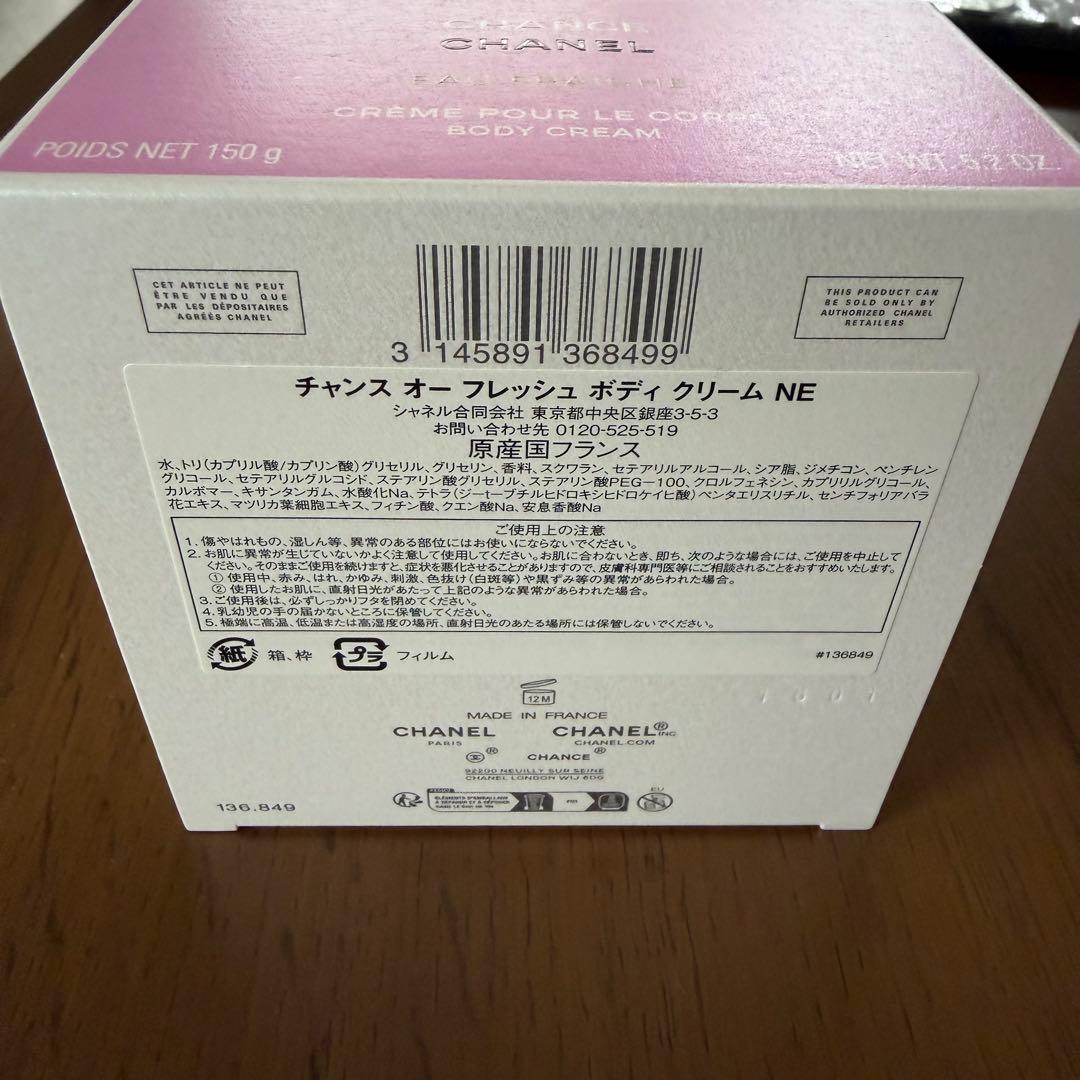 CHANCE
CHANEL
EAU FRAÎCHE
CRÈME POUR LE CORPS
BODY CREAM
POIDS NET 150 g
NET WT. 5.2 OZ.
CET ARTICLE NE PEUT
ÊTRE VENDU QUE
PAR LES DÉPOSITAIRES
AGRÉÉS CHANEL
THIS PRODUCT CAN
BE SOLD ONLY BY
AUTHORIZED CHANEL
RETAILERS
3 145891 368499
チャンス オー フレッシュ ボディ クリーム NE
シャネル合同会社 東京都中央区銀座3-5-3
お問い合わせ先 0120-525-519
原産国フランス
水、トリ(カプリル酸/カプリン酸)グリセリル、グリセリン、香料、スクワラン、セテアリルアルコール、シア脂、ジメチコン、ペンチレン
グリコール、セテアリルグルコシド、ステアリン酸グリセリル、ステアリン酸PEG-100、クロルフェネシン、カプリリルグリコール、
カルボマー、キサンタンガム、水酸化Na、テトラ(ジ-t-ブチルヒドロキシヒドロケイヒ酸)ペンタエリスリチル、センチフォリアバラ
花エキス、マツリカ葉細胞エキス、フィチン酸、クエン酸Na、安息香酸Na
ご使用上の注意
1. 傷やはれもの、湿しん等、異常のある部位にはお使いにならないでください。
2. お肌に異常が生じていないかよく注意して使用してください。お肌に合わないとき、即ち、次のような場合には、ご使用を中止して
ください。そのままご使用を続けますと、症状を悪化させることがありますので、皮膚科専門医等にご相談されることをおすすめいたします。
① 使用中、赤み、はれ、かゆみ、刺激、色抜け(白斑等)や黒ずみ等の異常があらわれた場合。
② 使用したお肌に、直射日光があたって上記のような異常があらわれた場合。
3. ご使用後は、必ずしっかりフタを閉めてください。
4. 乳幼児の手の届かないところに保管してください。
5. 極端に高温、低温または高湿度の場所、直射日光のあたる場所には保管しないでください。
紙 箱、枠 プラ フィルム #136849
12M
MADE IN FRANCE
CHANEL CHANEL® INC
PARIS CHANEL.COM
® CHANCE®
92200 NEUILLY SUR SEINE
CHANEL LONDON W1J 6DG
136.849
EU